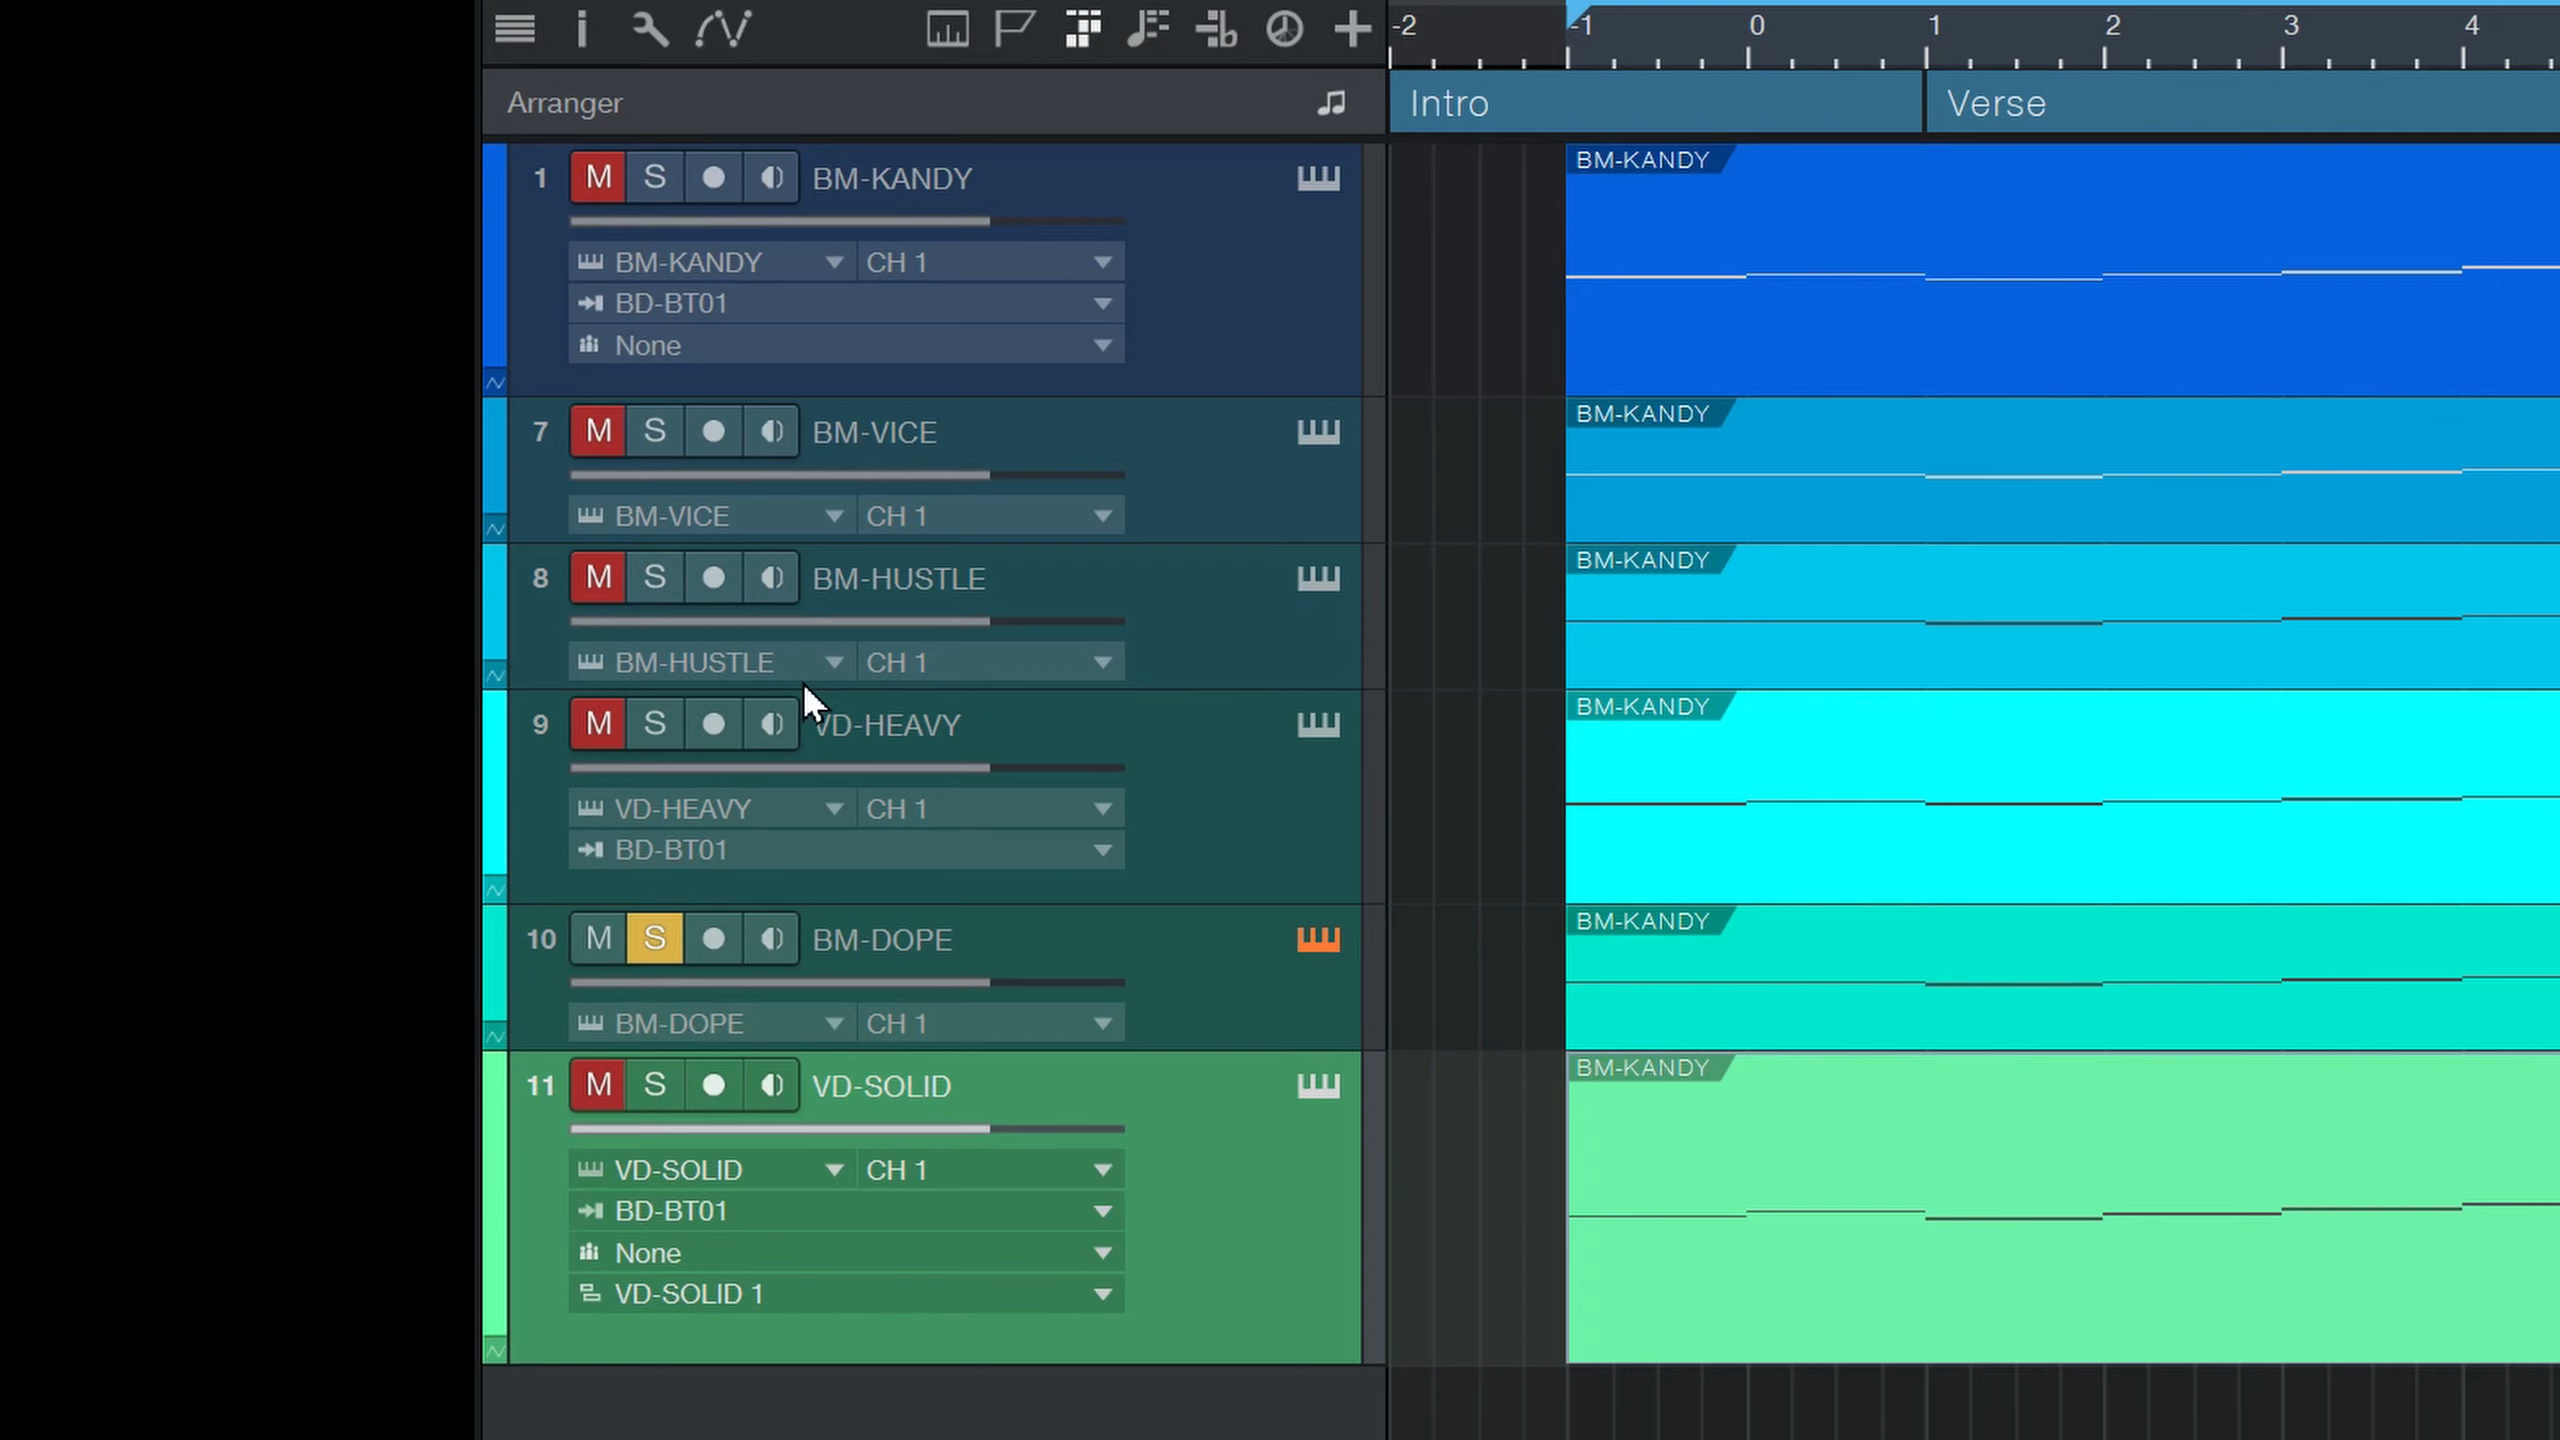 -2 -1 0 1 2 3 4
Arranger Intro Verse
1 M S BM-KANDY BM-KANDY
BM-KANDY CH 1
BD-BT01
None
7 M S BM-VICE BM-KANDY
BM-VICE CH 1
8 M S BM-HUSTLE BM-KANDY
BM-HUSTLE CH 1
9 M S VD-HEAVY BM-KANDY
VD-HEAVY CH 1
BD-BT01
10 M S BM-DOPE BM-KANDY
BM-DOPE CH 1
11 M S VD-SOLID BM-KANDY
VD-SOLID CH 1
BD-BT01
None
VD-SOLID 1